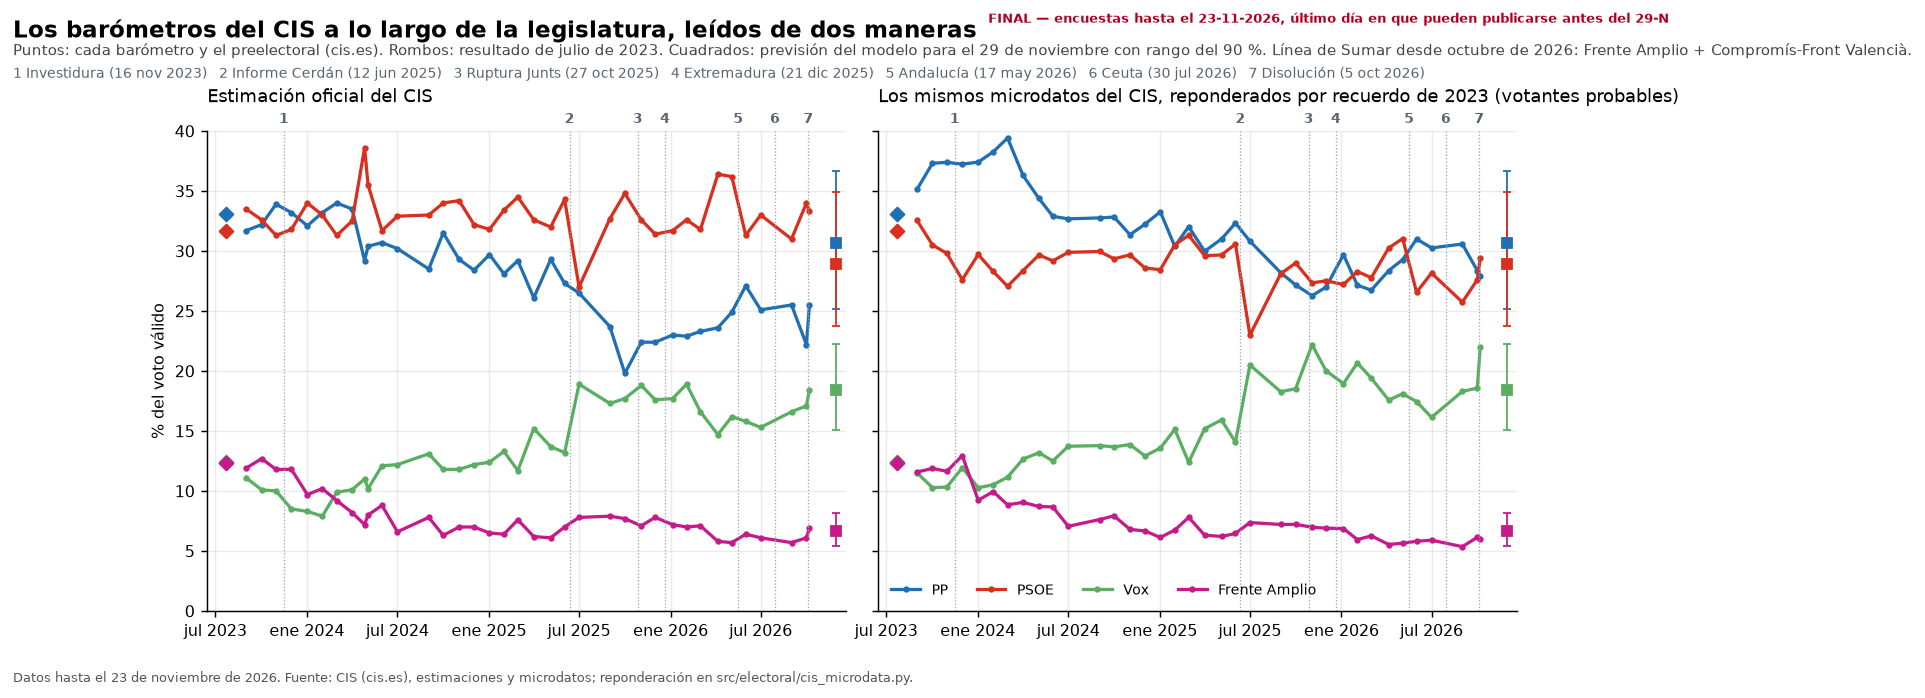 Los barómetros del CIS a lo largo de la legislatura, leídos de dos maneras
FINAL — encuestas hasta el 23-11-2026, último día en que pueden publicarse antes del 29-N
Puntos: cada barómetro y el preelectoral (cis.es). Rombos: resultado de julio de 2023. Cuadrados: previsión del modelo para el 29 de noviembre con rango del 90 %. Línea de Sumar desde octubre de 2026: Frente Amplio + Compromís-Front Valencià.
1 Investidura (16 nov 2023) 2 Informe Cerdán (12 jun 2025) 3 Ruptura Junts (27 oct 2025) 4 Extremadura (21 dic 2025) 5 Andalucía (17 may 2026) 6 Ceuta (30 jul 2026) 7 Disolución (5 oct 2026)
Estimación oficial del CIS
1 2 3 4 5 6 7
% del voto válido
40
35
30
25
20
15
10
5
0
jul 2023 ene 2024 jul 2024 ene 2025 jul 2025 ene 2026 jul 2026
Los mismos microdatos del CIS, reponderados por recuerdo de 2023 (votantes probables)
1 2 3 4 5 6 7
PP PSOE Vox Frente Amplio
jul 2023 ene 2024 jul 2024 ene 2025 jul 2025 ene 2026 jul 2026
Datos hasta el 23 de noviembre de 2026. Fuente: CIS (cis.es), estimaciones y microdatos; reponderación en src/electoral/cis_microdata.py.